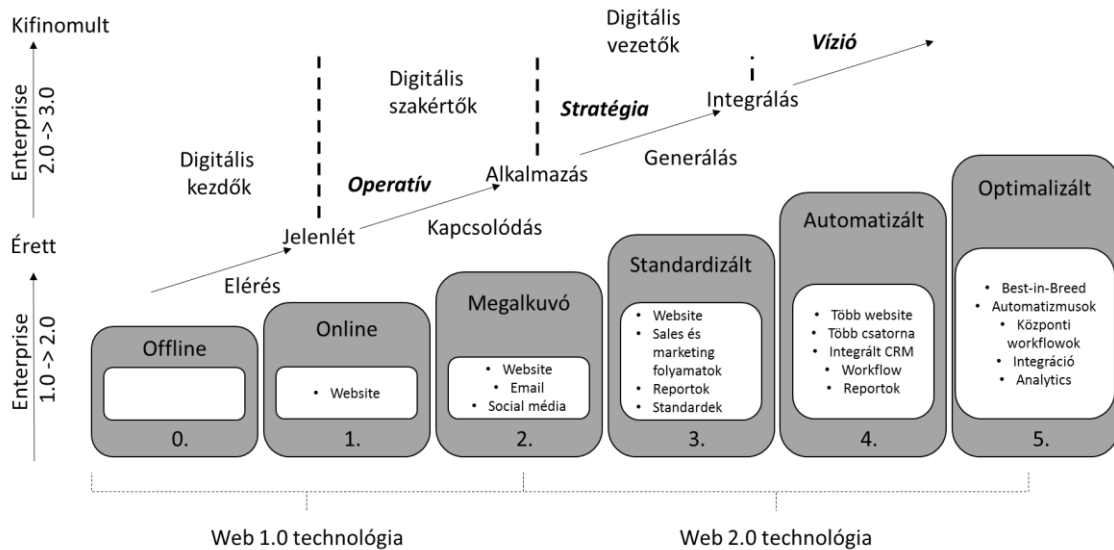 Kifinomult
Enterprise
2.0 -> 3.0
Érett
Enterprise
1.0 -> 2.0
Digitális
kezdők
Digitális
szakértők
Digitális
vezetők
Operatív
Stratégia
Vízió
Jelenlét
Alkalmazás
Integrálás
Elérés
Kapcsolódás
Generálás
Offline
0.
Online
• Website
1.
Megalkuvó
• Website
• Email
• Social média
2.
Standardizált
• Website
• Sales és
marketing
folyamatok
• Reportok
• Standardek
3.
Automatizált
• Több website
• Több csatorna
• Integrált CRM
• Workflow
• Reportok
4.
Optimalizált
• Best-in-Breed
• Automatizmusok
• Központi
workflowok
• Integráció
• Analytics
5.
Web 1.0 technológia
Web 2.0 technológia